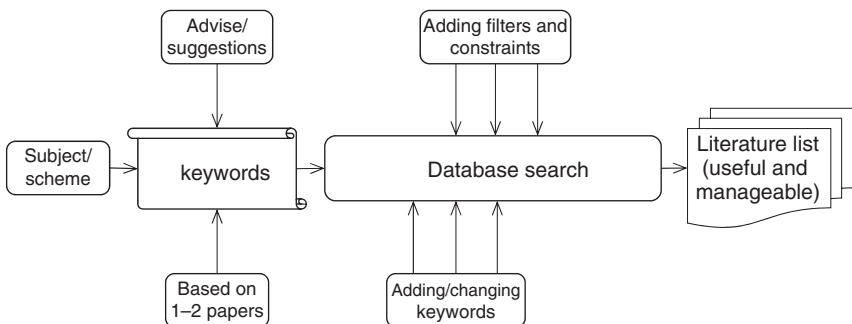 Advise/
suggestions
Adding filters and
constraints
Subject/
scheme
keywords
Database search
Literature list
(useful and
manageable)
Based on
1–2 papers
Adding/changing
keywords